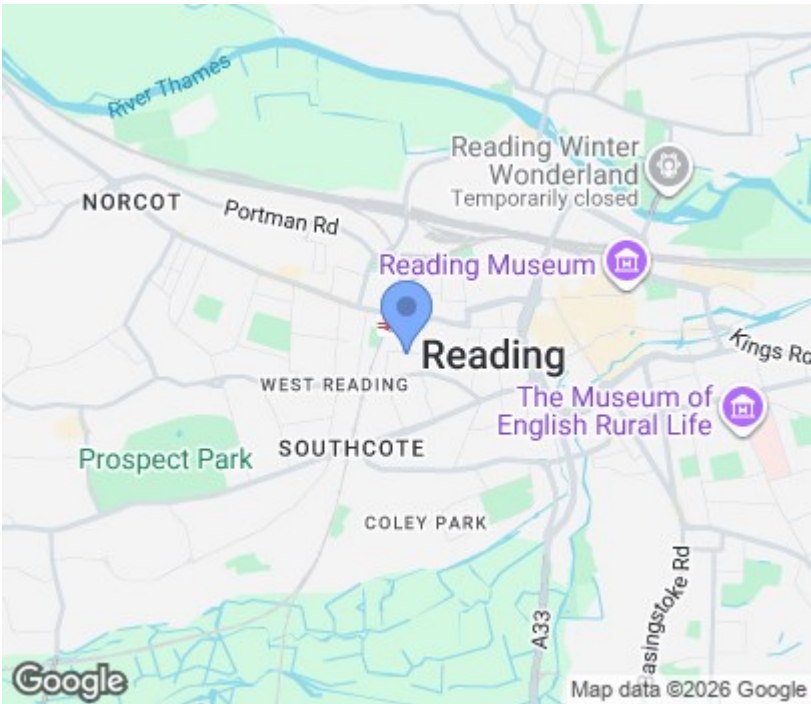 River Thames
Reading Winter
Wonderland
Temporarily closed
NORCOT
Portman Rd
Reading Museum
Kings Rd
Reading
WEST READING
The Museum of
English Rural Life
SOUTHCOTE
Prospect Park
COLEY PARK
A33
Basingstoke Rd
Google
Map data ©2026 Google